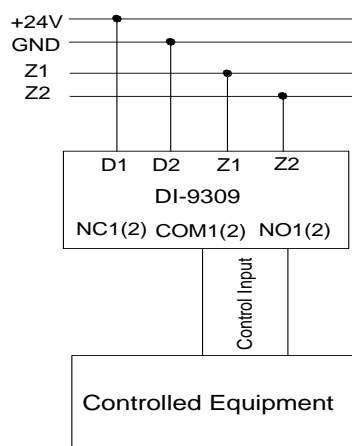 +24V
GND
Z1
Z2
D1 D2 Z1 Z2
DI-9309
NC1(2) COM1(2) NO1(2)
Control Input
Controlled Equipment